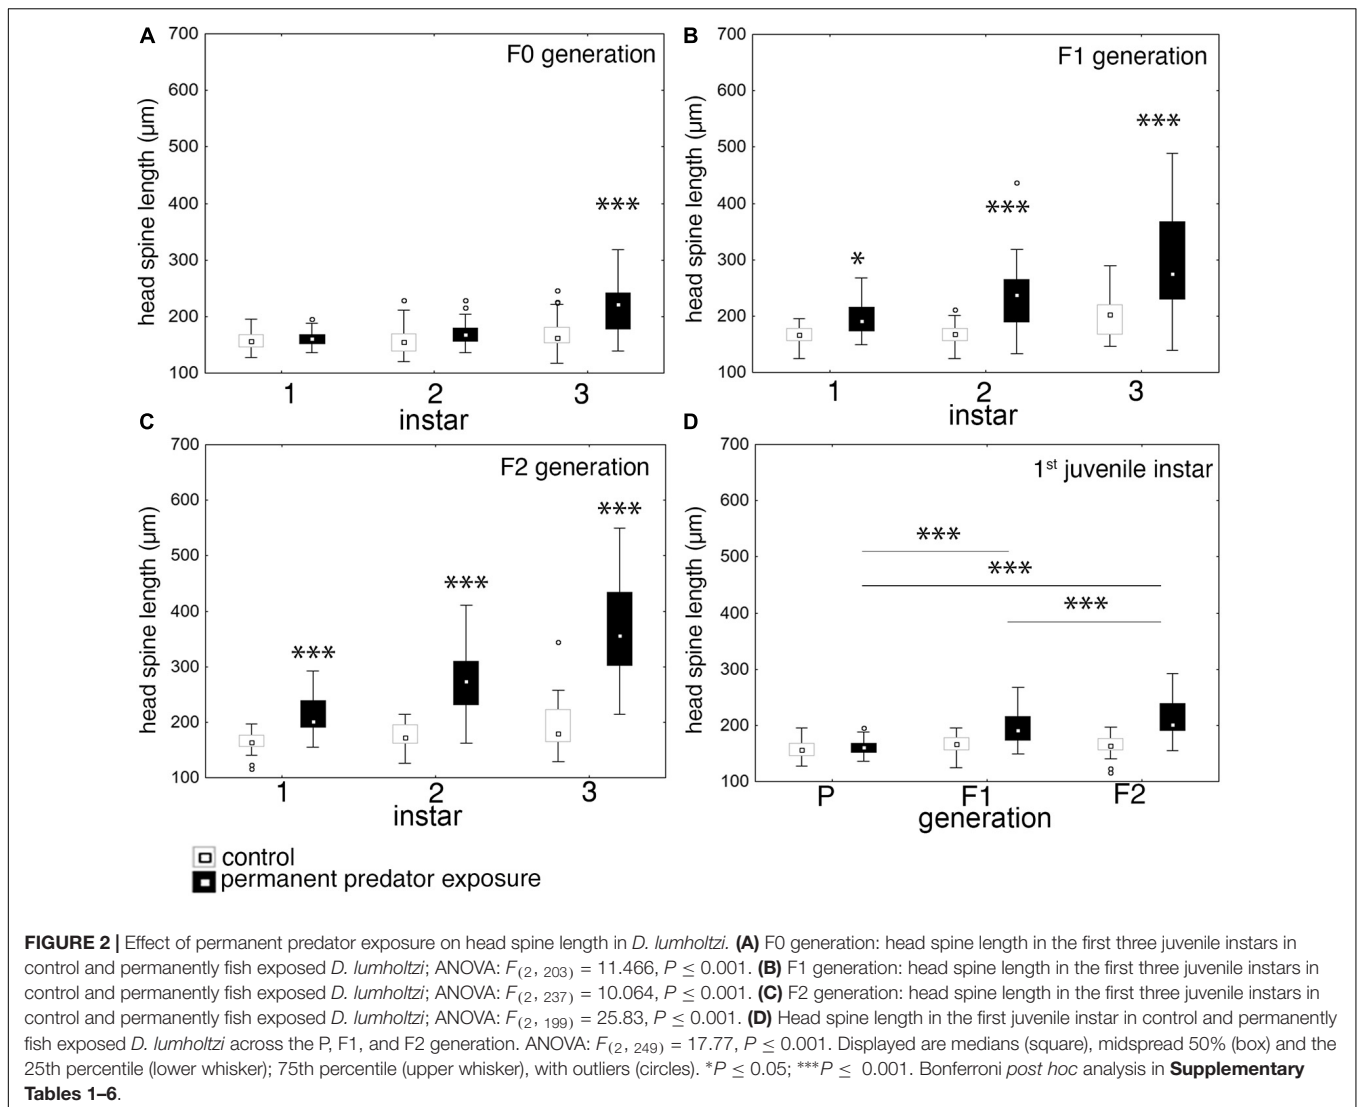 A
700
600
500
400
300
200
100
head spine length (µm)
F0 generation
***
1 2 3
instar
B
700
600
500
400
300
200
100
head spine length (µm)
F1 generation
*
***
***
1 2 3
instar
C
700
600
500
400
300
200
100
head spine length (µm)
F2 generation
***
***
***
1 2 3
instar
D
700
600
500
400
300
200
100
head spine length (µm)
1st juvenile instar
***
***
***
P F1 F2
generation
control
permanent predator exposure
FIGURE 2 | Effect of permanent predator exposure on head spine length in D. lumholtzi. (A) F0 generation: head spine length in the first three juvenile instars in
control and permanently fish exposed D. lumholtzi; ANOVA: F(2, 203) = 11.466, P ≤ 0.001. (B) F1 generation: head spine length in the first three juvenile instars in
control and permanently fish exposed D. lumholtzi; ANOVA: F(2, 237) = 10.064, P ≤ 0.001. (C) F2 generation: head spine length in the first three juvenile instars in
control and permanently fish exposed D. lumholtzi; ANOVA: F(2, 199) = 25.83, P ≤ 0.001. (D) Head spine length in the first juvenile instar in control and permanently
fish exposed D. lumholtzi across the P, F1, and F2 generation. ANOVA: F(2, 249) = 17.77, P ≤ 0.001. Displayed are medians (square), midspread 50% (box) and the
25th percentile (lower whisker); 75th percentile (upper whisker), with outliers (circles). *P ≤ 0.05; ***P ≤ 0.001. Bonferroni post hoc analysis in Supplementary
Tables 1–6.